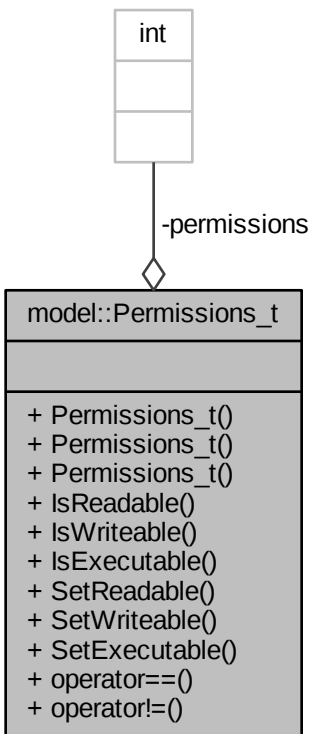 int
-permissions
model::Permissions_t
+ Permissions_t()
+ Permissions_t()
+ Permissions_t()
+ IsReadable()
+ IsWriteable()
+ IsExecutable()
+ SetReadable()
+ SetWriteable()
+ SetExecutable()
+ operator==()
+ operator!=()